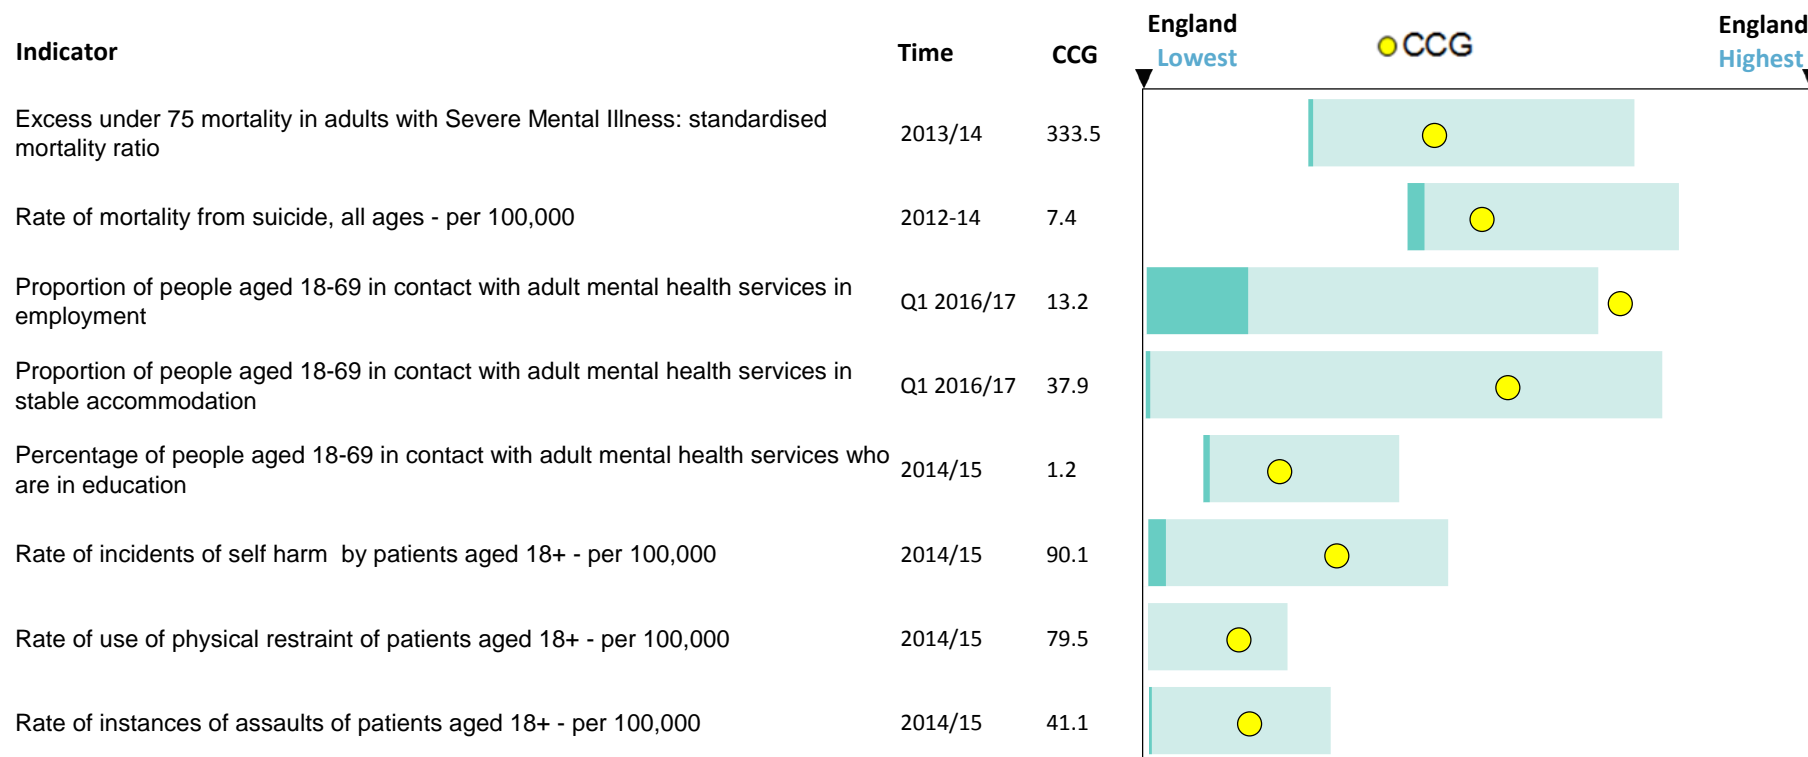 Indicator Time CCG England Lowest CCG England Highest
Excess under 75 mortality in adults with Severe Mental Illness: standardised
mortality ratio
2013/14 333.5
Rate of mortality from suicide, all ages - per 100,000 2012-14 7.4
Proportion of people aged 18-69 in contact with adult mental health services in
employment
Q1 2016/17 13.2
Proportion of people aged 18-69 in contact with adult mental health services in
stable accommodation
Q1 2016/17 37.9
Percentage of people aged 18-69 in contact with adult mental health services who
are in education
2014/15 1.2
Rate of incidents of self harm  by patients aged 18+ - per 100,000 2014/15 90.1
Rate of use of physical restraint of patients aged 18+ - per 100,000 2014/15 79.5
Rate of instances of assaults of patients aged 18+ - per 100,000 2014/15 41.1